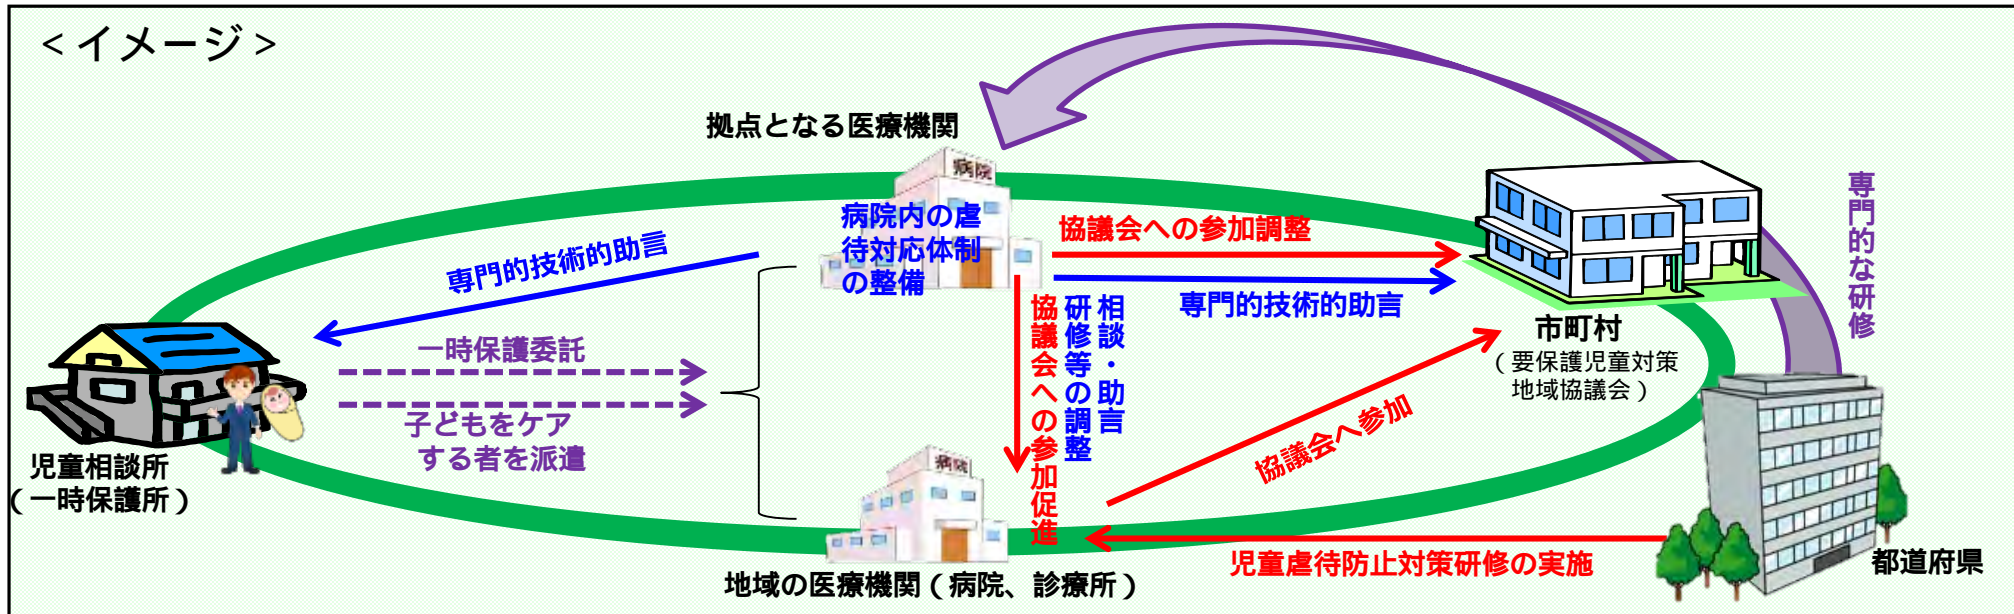 ＜イメージ＞
拠点となる医療機関
病院
病院内の虐
待対応体制
の整備
専門的技術的助言
協議会への参加調整
専門的技術的助言
専門的な研修
市町村
（要保護児童対策
地域協議会）
一時保護委託
子どもをケア
する者を派遣
相談・助言
研修等の調整
協議会への参加促進
協議会へ参加
児童相談所
（一時保護所）
病院
地域の医療機関（病院、診療所）
児童虐待防止対策研修の実施
都道府県